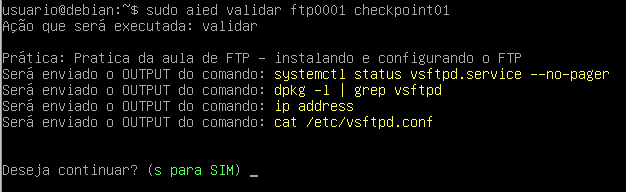 usuario@debian:~$ sudo aied validar ftp0001 checkpoint01
Ação que será executada: validar
Prática: Pratica da aula de FTP - instalando e configurando o FTP
Será enviado o OUTPUT do comando: systemctl status vsftpd.service --no-pager
Será enviado o OUTPUT do comando: dpkg -l | grep vsftpd
Será enviado o OUTPUT do comando: ip address
Será enviado o OUTPUT do comando: cat /etc/vsftpd.conf
Deseja continuar? (s para SIM) _